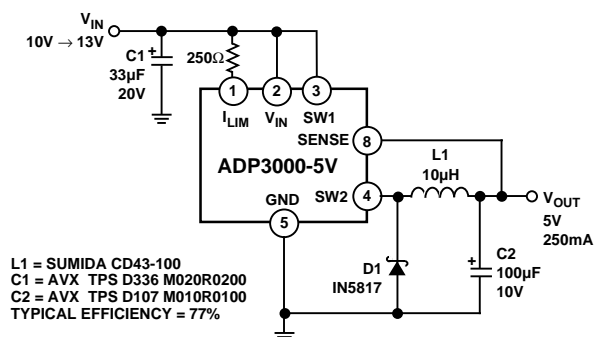 VIN
10V → 13V
C1
33µF
20V
+
250Ω
1
2
3
ILIM
VIN
SW1
SENSE
8
ADP3000-5V
SW2
4
GND
5
L1
10µH
VOUT
5V
250mA
D1
IN5817
+
C2
100µF
10V
L1 = SUMIDA CD43-100
C1 = AVX TPS D336 M020R0200
C2 = AVX TPS D107 M010R0100
TYPICAL EFFICIENCY = 77%